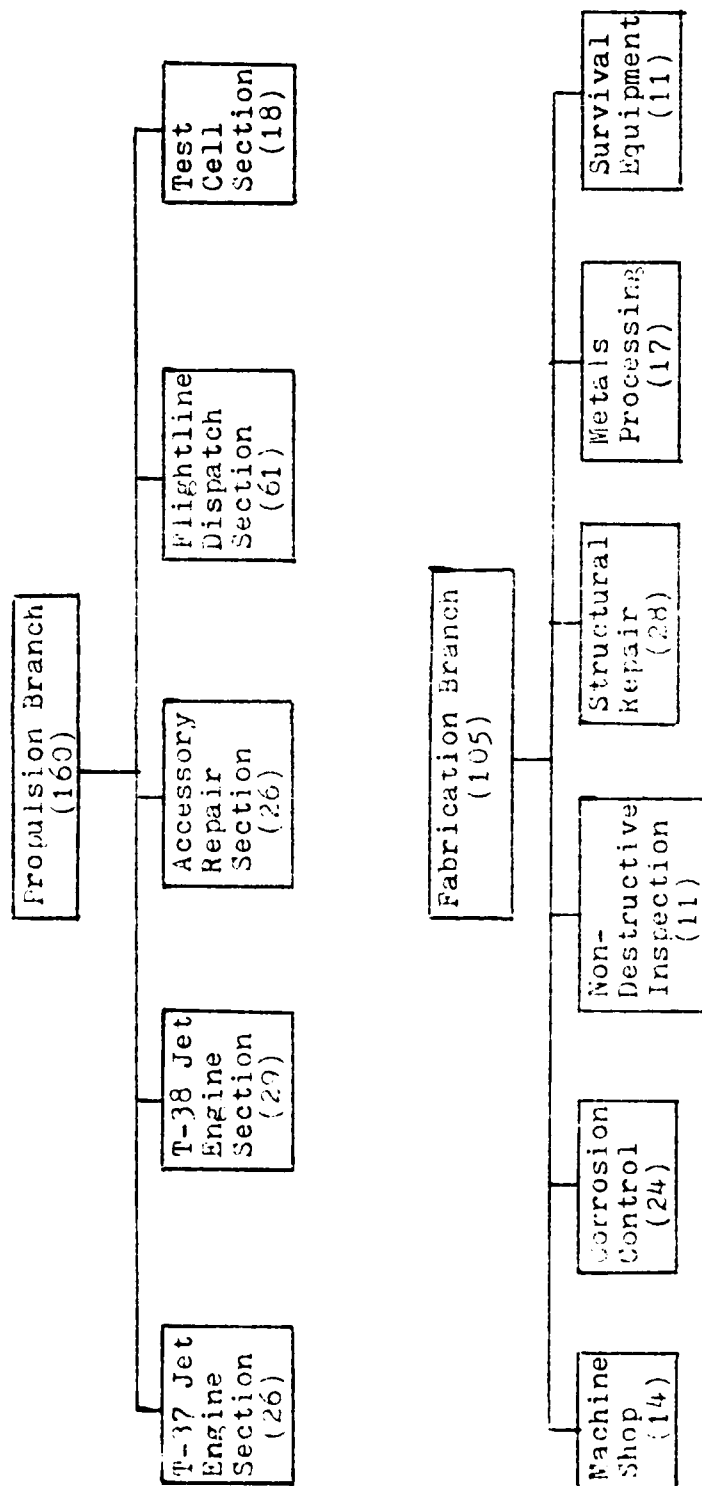 Propulsion Branch
(160)
T-37 Jet
Engine
Section
(26)
T-38 Jet
Engine
Section
(29)
Accessory
Repair
Section
(26)
Flightline
Dispatch
Section
(61)
Test
Cell
Section
(18)
Fabrication Branch
(105)
Machine
Shop
(14)
Corrosion
Control
(24)
Non-
Destructive
Inspection
(11)
Structural
Repair
(28)
Metals
Processing
(17)
Survival
Equipment
(11)